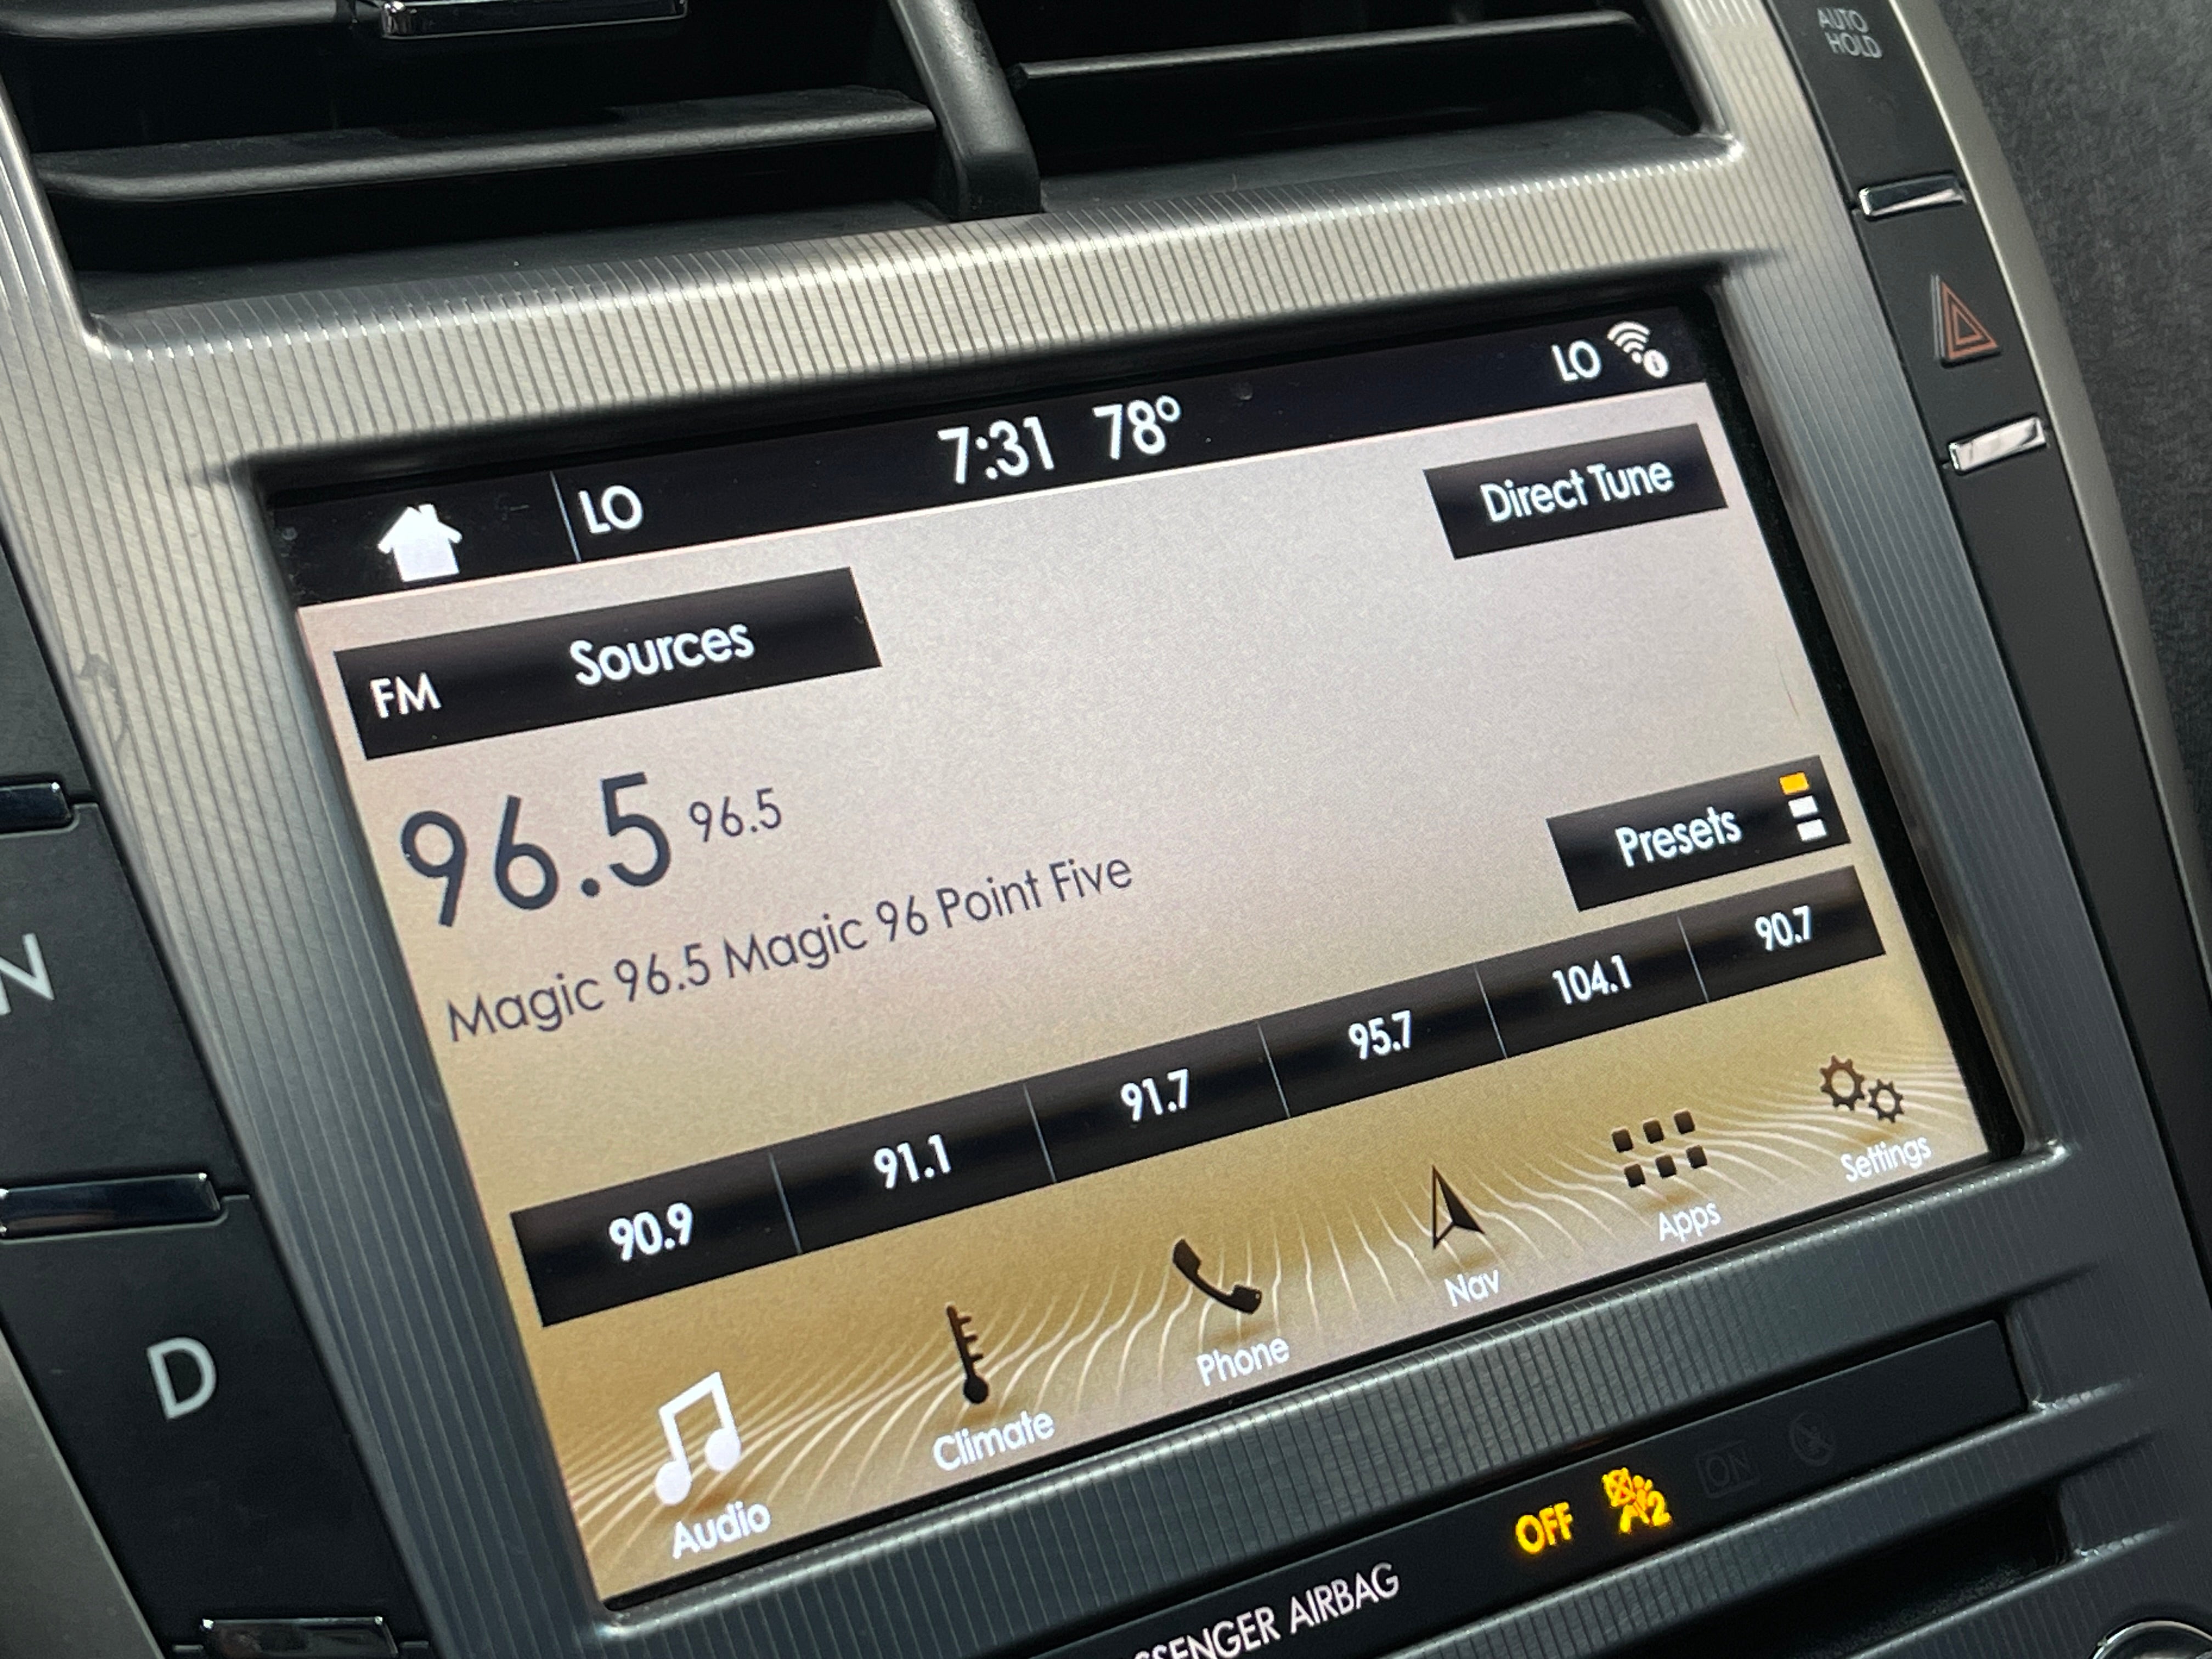 AUTO
HOLD
LO 7:31 78° LO
Direct Tune
FM Sources
96.5 96.5
Presets
Magic 96.5 Magic 96 Point Five
90.9 91.1 91.7 95.7 104.1 90.7
Audio Climate Phone Nav Apps Settings
N
D
OFF 2 ON
AIRBAG